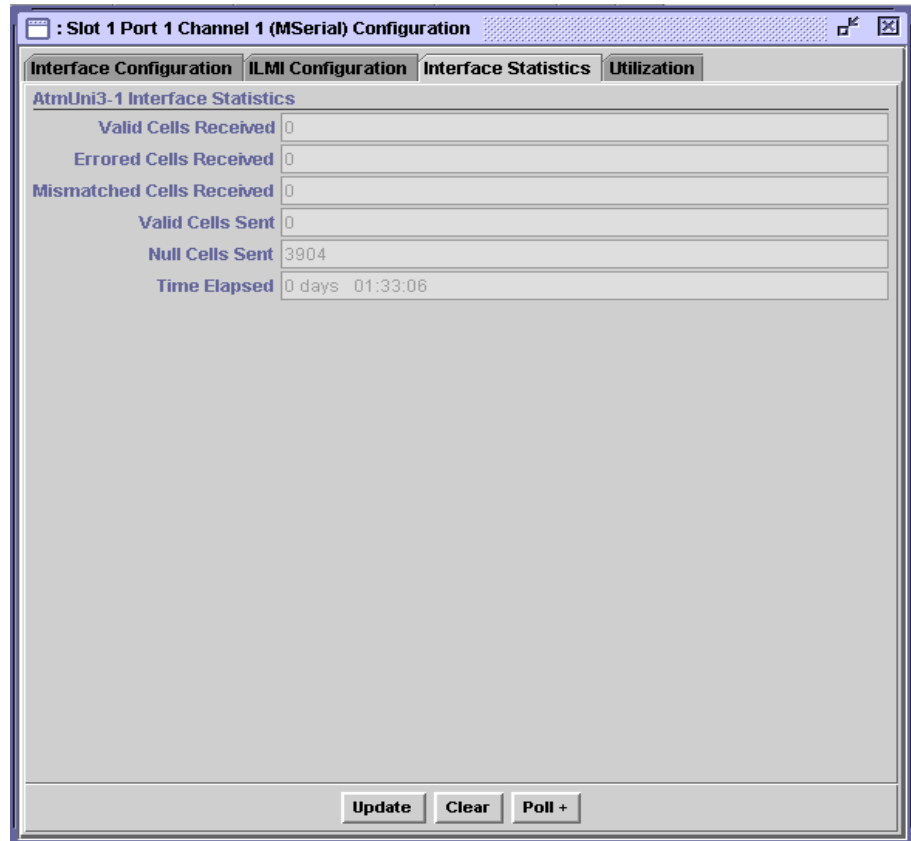 : Slot 1 Port 1 Channel 1 (MSerial) Configuration
Interface Configuration ILMI Configuration Interface Statistics Utilization
AtmUni3-1 Interface Statistics
Valid Cells Received 0
Errored Cells Received 0
Mismatched Cells Received 0
Valid Cells Sent 0
Null Cells Sent 3904
Time Elapsed 0 days 01:33:06
Update Clear Poll +